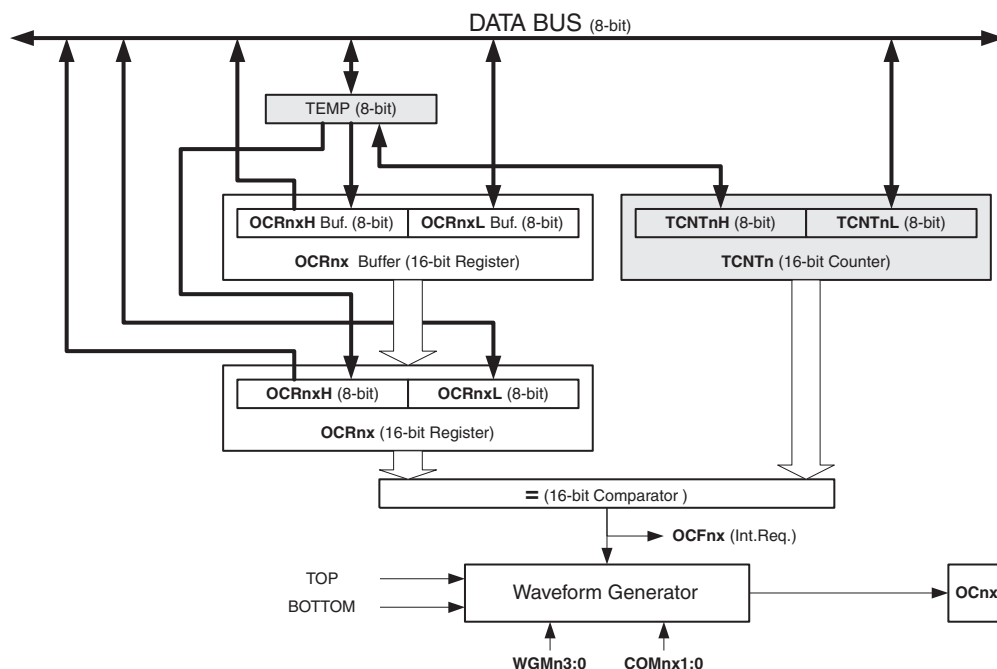 DATA BUS (8-bit)
TEMP (8-bit)
OCRnxH Buf. (8-bit) OCRnxL Buf. (8-bit)
TCNTnH (8-bit) TCNTnL (8-bit)
OCRnx Buffer (16-bit Register)
TCNTn (16-bit Counter)
OCRnxH (8-bit) OCRnxL (8-bit)
OCRnx (16-bit Register)
= (16-bit Comparator )
OCFnx (Int.Req.)
TOP
BOTTOM
Waveform Generator
OCnx
WGMn3:0 COMnx1:0